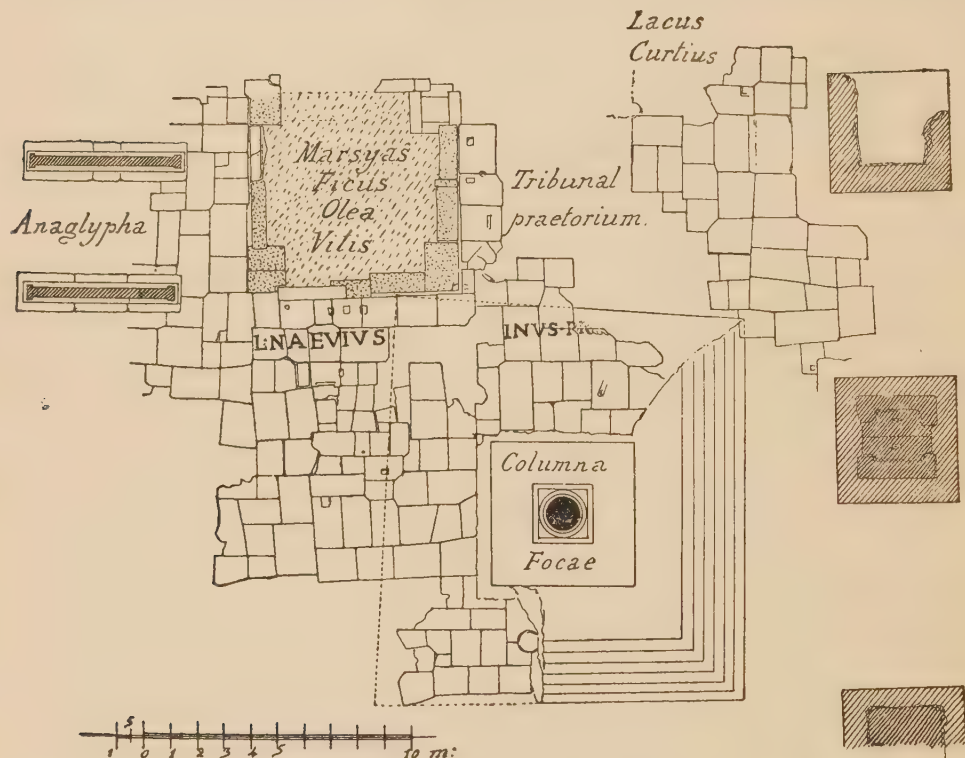 Lacus
Curtius
Marsyas
Ficus
Olea
Vitis
Tribunal
praetorium.
Anaglypha
L·NAEVIVS
INVS·
Columna
Focae
s
1 0 1 2 3 4 5 10 m: